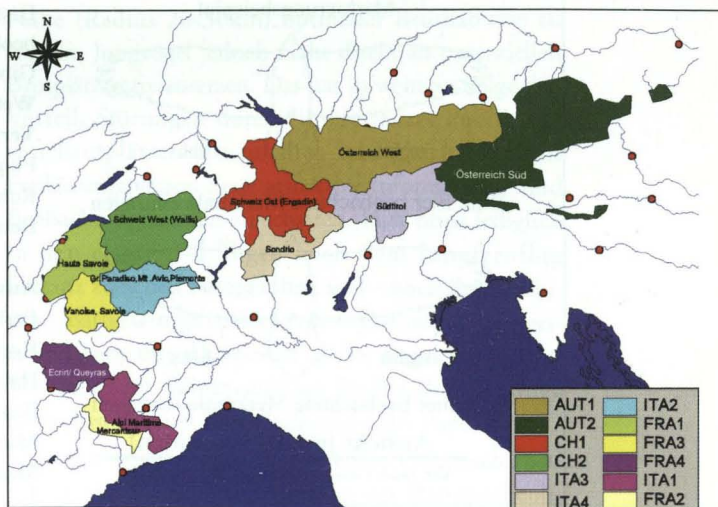 N
W E
S
Österreich West
Österreich Süd
Schweiz Ost (Engadin)
Südtirol
Schweiz West (Wallis)
Sondrio
Haute Savoie
Gr.Paradiso,Mt.Avic,Piemonte
Vanoise, Savoie
Ecrin/ Queyras
Alpi Maritime
Mercantour
AUT1 ITA2
AUT2 FRA1
CH1 FRA3
CH2 FRA4
ITA3 ITA1
ITA4 FRA2